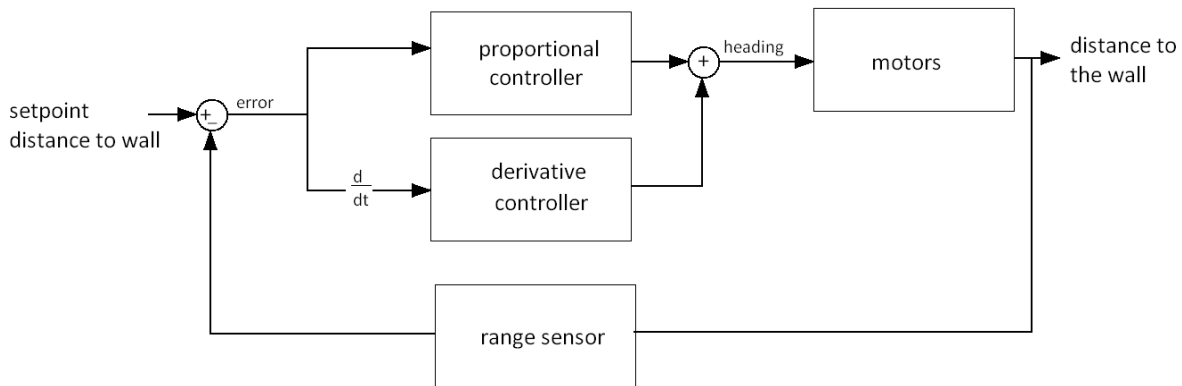 setpoint
distance to wall
+
−
error
proportional
controller
d
dt
derivative
controller
+
heading
motors
distance to
the wall
range sensor